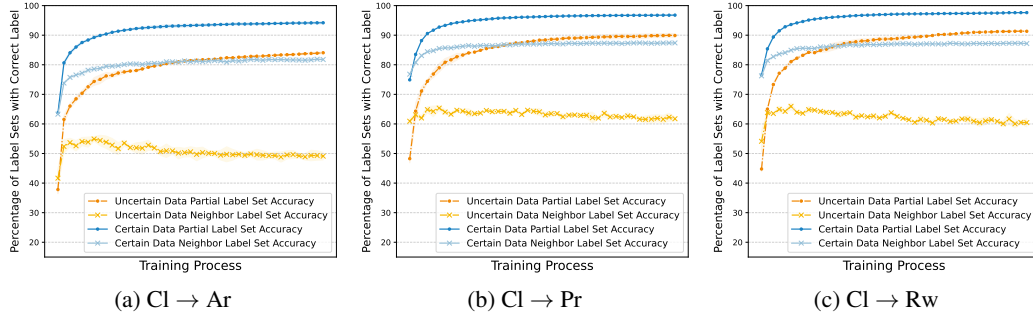 Percentage of Label Sets with Correct Label
100
90
80
70
60
50
40
30
20
Uncertain Data Partial Label Set Accuracy
Uncertain Data Neighbor Label Set Accuracy
Certain Data Partial Label Set Accuracy
Certain Data Neighbor Label Set Accuracy
Training Process
(a) Cl → Ar
Percentage of Label Sets with Correct Label
100
90
80
70
60
50
40
30
20
Uncertain Data Partial Label Set Accuracy
Uncertain Data Neighbor Label Set Accuracy
Certain Data Partial Label Set Accuracy
Certain Data Neighbor Label Set Accuracy
Training Process
(b) Cl → Pr
Percentage of Label Sets with Correct Label
100
90
80
70
60
50
40
30
20
Uncertain Data Partial Label Set Accuracy
Uncertain Data Neighbor Label Set Accuracy
Certain Data Partial Label Set Accuracy
Certain Data Neighbor Label Set Accuracy
Training Process
(c) Cl → Rw